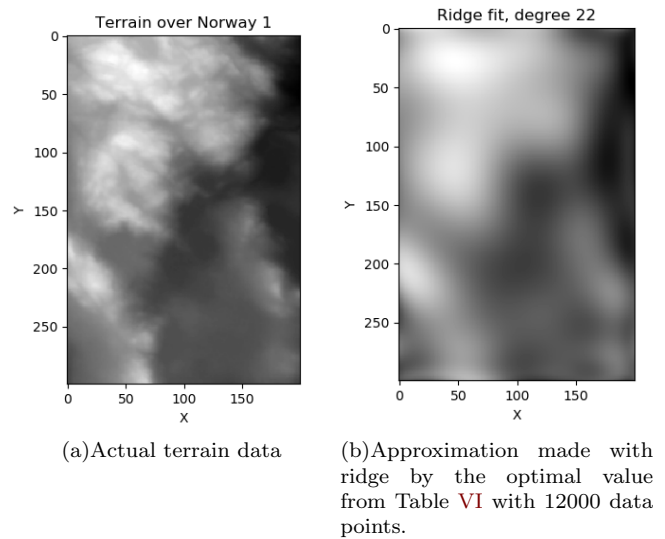 Terrain over Norway 1
0
50
100
150
200
250
Y
0 50 100 150
X
(a)Actual terrain data
Ridge fit, degree 22
0
50
100
150
200
250
Y
0 50 100 150
X
(b)Approximation made with
ridge by the optimal value
from Table VI with 12000 data
points.